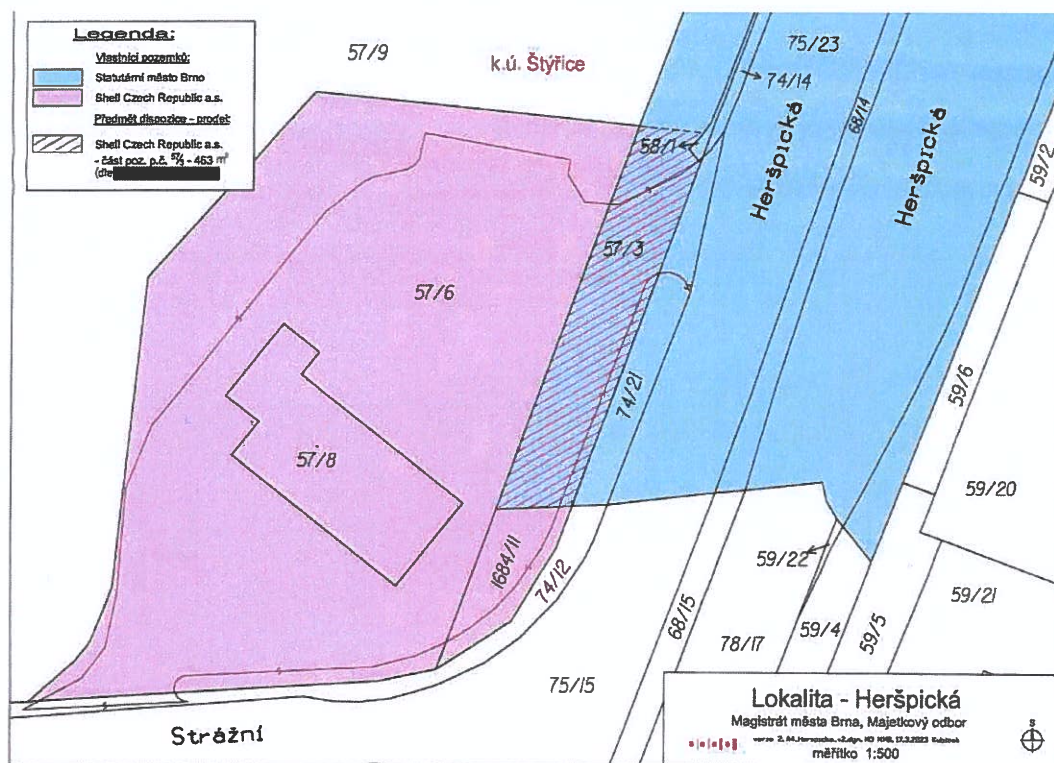 Legenda:
Vlastníci pozemků:
Statutární město Brno
Shell Czech Republic a.s.
Předmět dispozice - prodej:
Shell Czech Republic a.s.
- část poz. p.č. 57/3 - 463 m²
(dle
57/9
k.ú. Štýřice
75/23
74/14
68/14
58/1
Heršpická
Heršpická
59/2
57/3
57/6
74/21
59/6
57/8
59/20
1684/11
74/12
59/22
59/21
68/15
78/17
59/4
59/5
75/15
Strážní
Lokalita - Heršpická
Magistrát města Brna, Majetkový odbor
měřítko 1:500
S